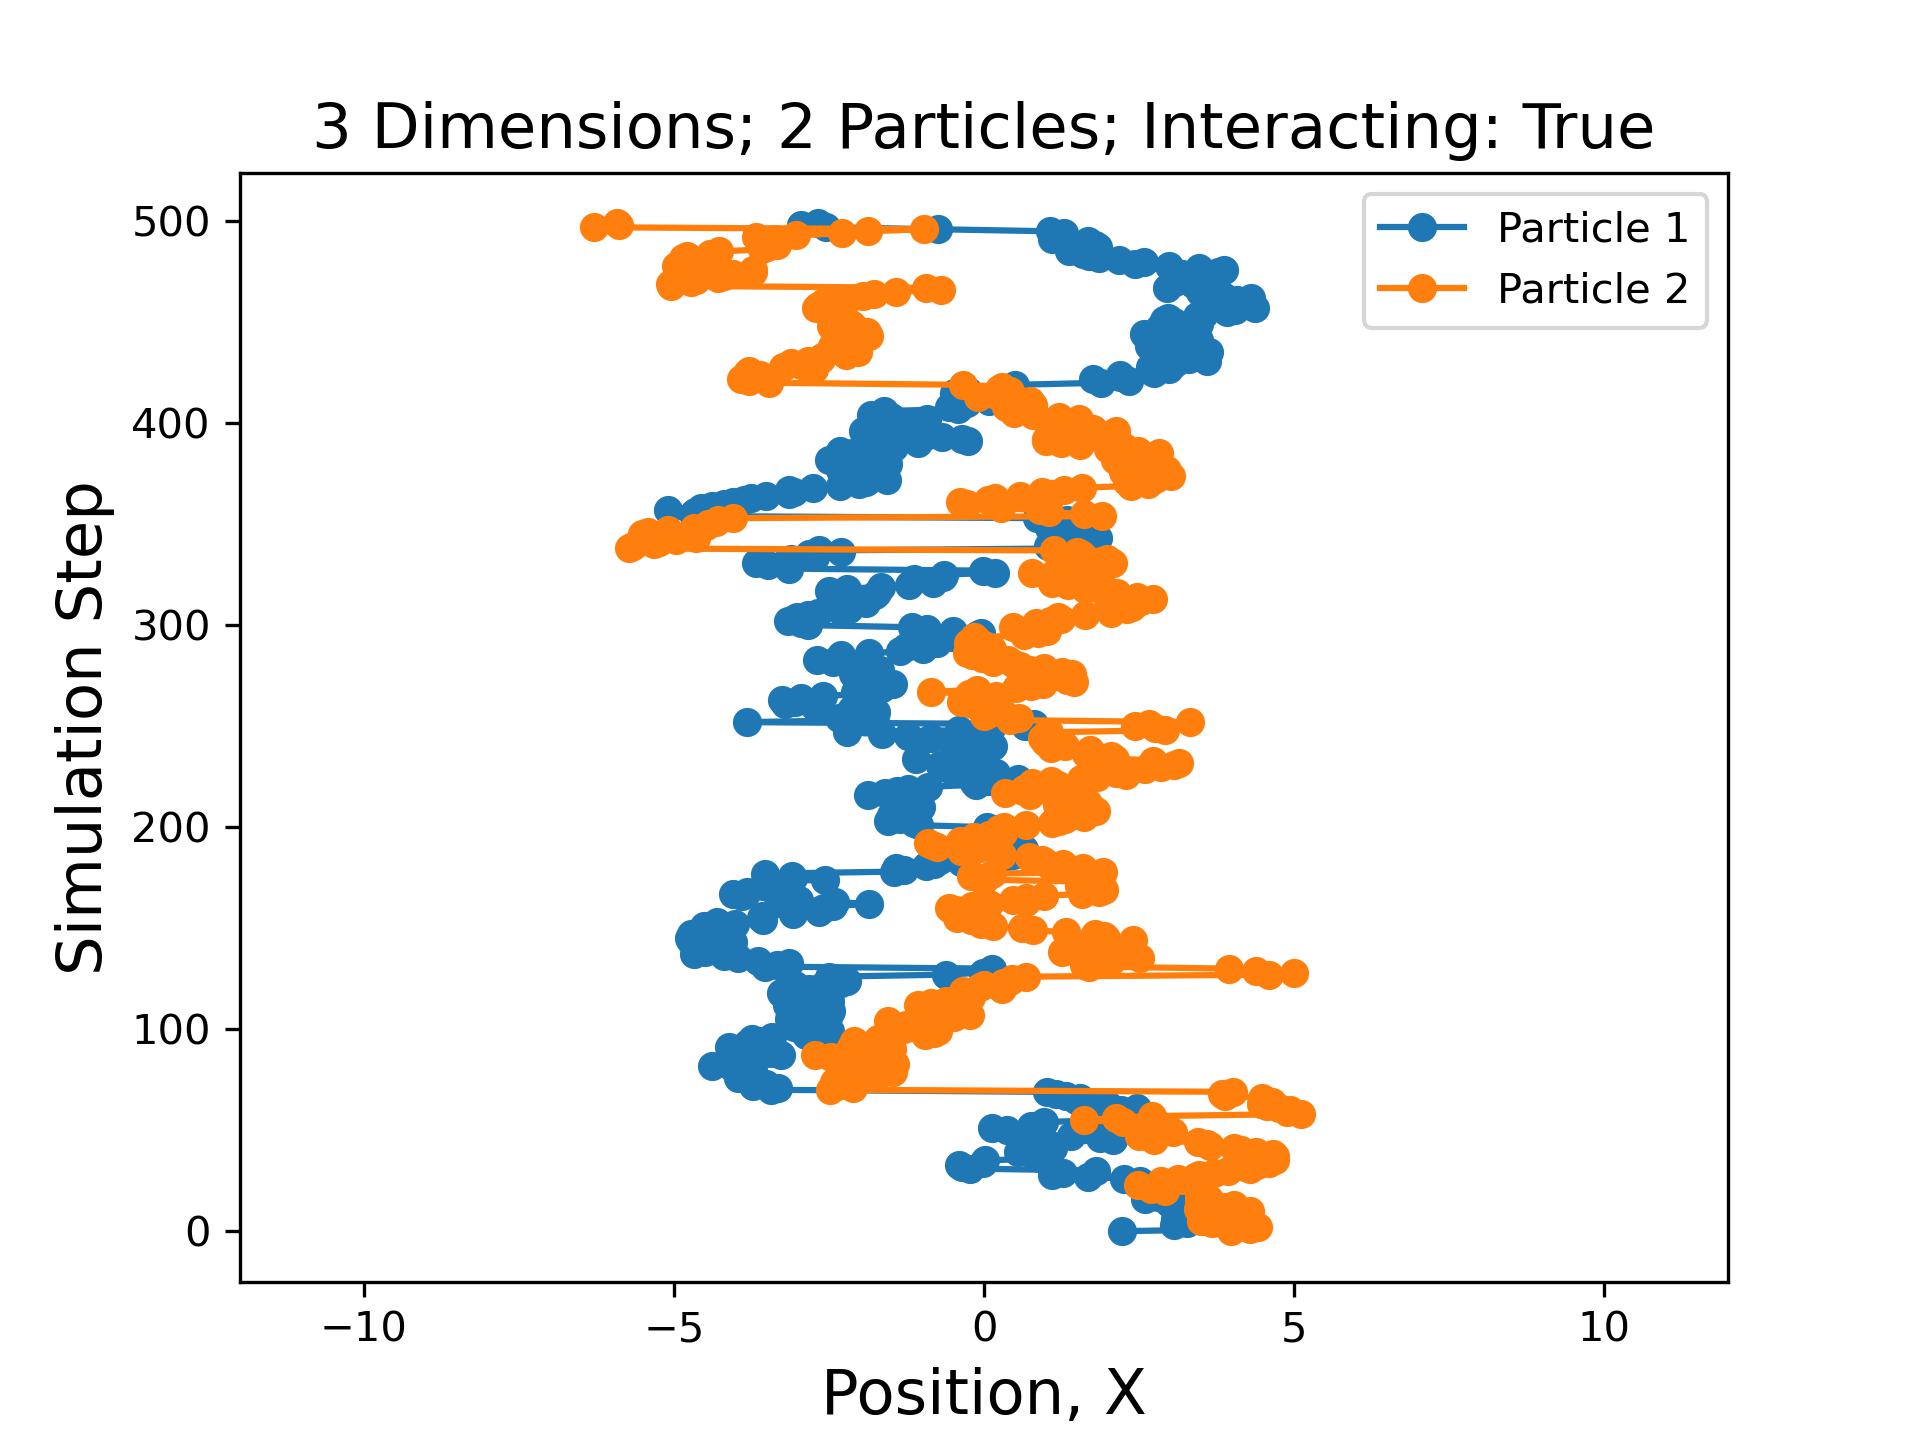 3 Dimensions; 2 Particles; Interacting: True
Particle 1
Particle 2
Simulation Step
500
400
300
200
100
0
−10
−5
0
5
10
Position, X